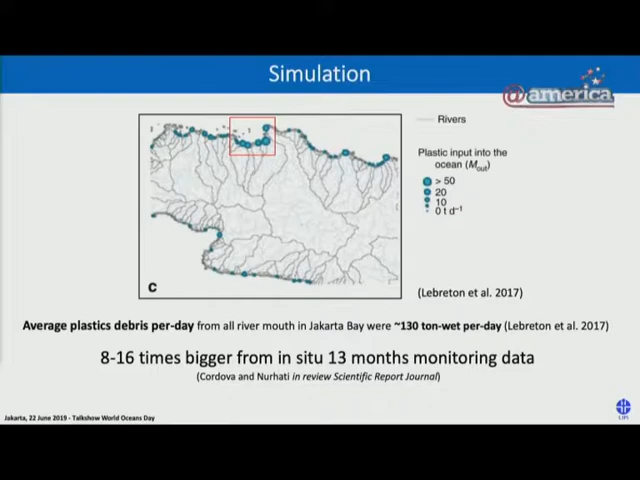 Simulation
@america
Rivers
Plastic input into the
ocean (Mout)
> 50
20
10
0 t d⁻¹
C
(Lebreton et al. 2017)
Average plastics debris per-day from all river mouth in Jakarta Bay were ~130 ton-wet per-day (Lebreton et al. 2017)
8-16 times bigger from in situ 13 months monitoring data
(Cordova and Nurhati in review Scientific Report Journal)
Jakarta, 22 June 2019 - Talkshow World Oceans Day
LIPI